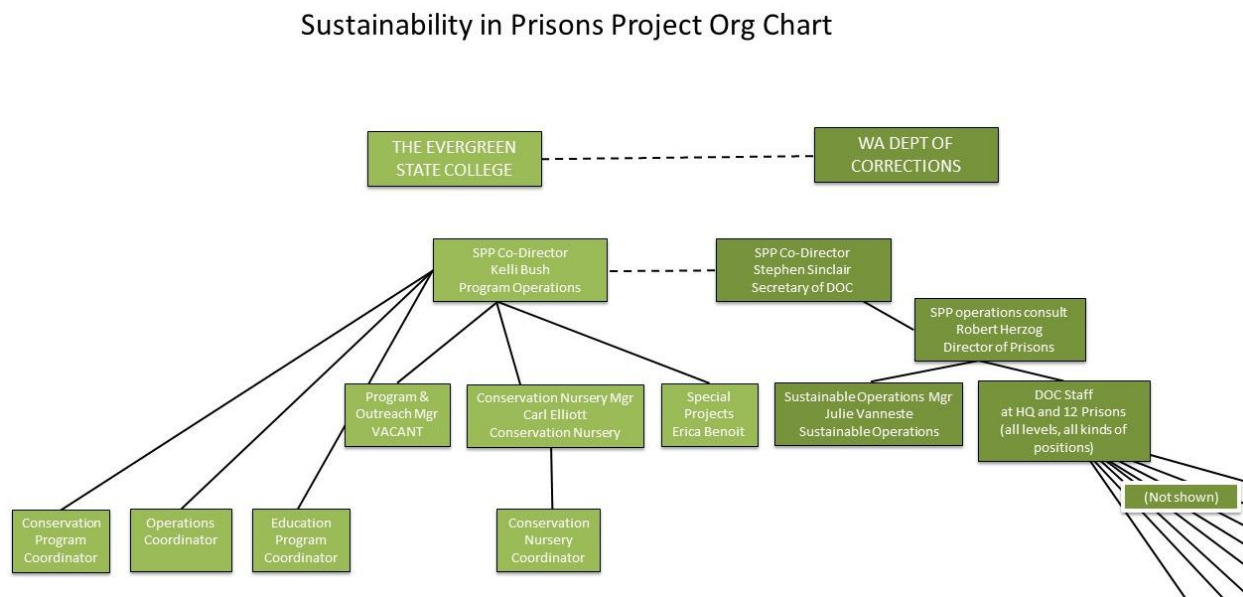 Sustainability in Prisons Project Org Chart
THE EVERGREEN
STATE COLLEGE
WA DEPT OF
CORRECTIONS
SPP Co-Director
Kelli Bush
Program Operations
SPP Co-Director
Stephen Sinclair
Secretary of DOC
SPP operations consult
Robert Herzog
Director of Prisons
Program &
Outreach Mgr
VACANT
Conservation Nursery Mgr
Carl Elliott
Conservation Nursery
Special
Projects
Erica Benoit
Sustainable Operations Mgr
Julie Vanneste
Sustainable Operations
DOC Staff
at HQ and 12 Prisons
(all levels, all kinds of
positions)
(Not shown)
Conservation
Program
Coordinator
Operations
Coordinator
Education
Program
Coordinator
Conservation
Nursery
Coordinator